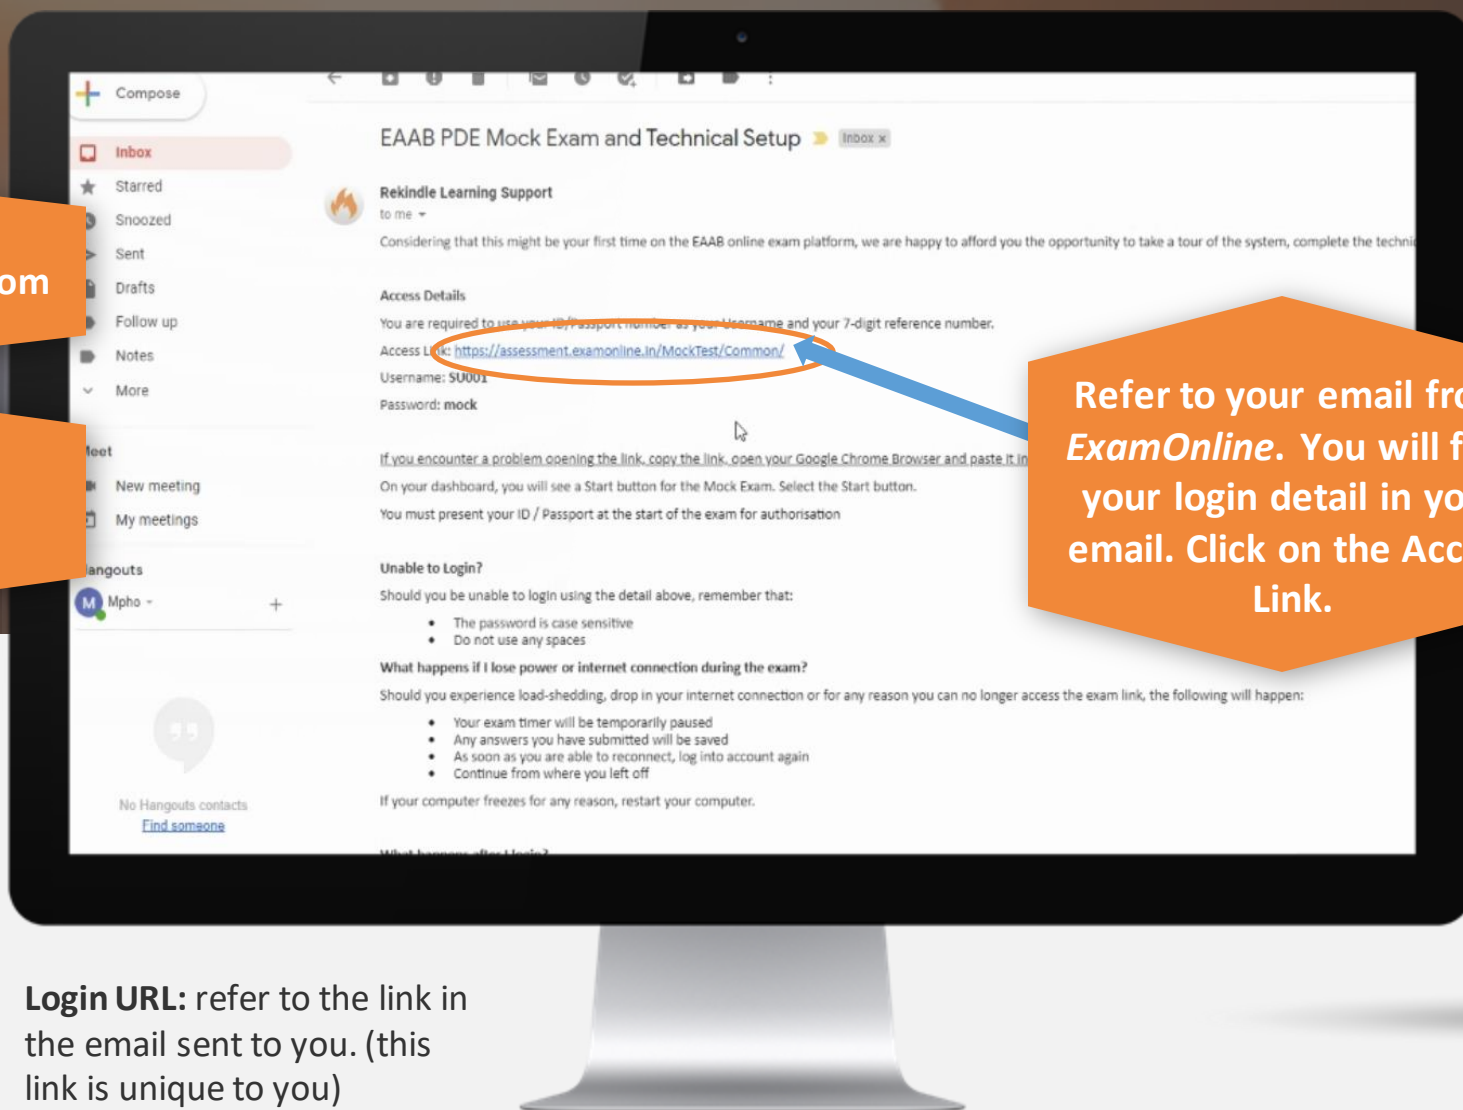 Compose
Inbox
Starred
Snoozed
Sent
Drafts
Follow up
Notes
More
Meet
New meeting
My meetings
Hangouts
M Mpho
No Hangouts contacts
Find someone
EAAB PDE Mock Exam and Technical Setup Inbox x
Rekindle Learning Support
to me
Considering that this might be your first time on the EAAB online exam platform, we are happy to afford you the opportunity to take a tour of the system, complete the techni
Access Details
You are required to use your ID/Passport number as your Username and your 7-digit reference number.
Access Link: https://assessment.examonline.in/MockTest/Common/
Username: SU001
Password: mock
If you encounter a problem opening the link, copy the link, open your Google Chrome Browser and paste it in
On your dashboard, you will see a Start button for the Mock Exam. Select the Start button.
You must present your ID / Passport at the start of the exam for authorisation
Unable to Login?
Should you be unable to login using the detail above, remember that:
• The password is case sensitive
• Do not use any spaces
What happens if I lose power or internet connection during the exam?
Should you experience load-shedding, drop in your internet connection or for any reason you can no longer access the exam link, the following will happen:
• Your exam timer will be temporarily paused
• Any answers you have submitted will be saved
• As soon as you are able to reconnect, log into account again
• Continue from where you left off
If your computer freezes for any reason, restart your computer.
What happens after I login?
om
Refer to your email fro
ExamOnline. You will f
your login detail in yo
email. Click on the Acc
Link.
Login URL: refer to the link in
the email sent to you. (this
link is unique to you)